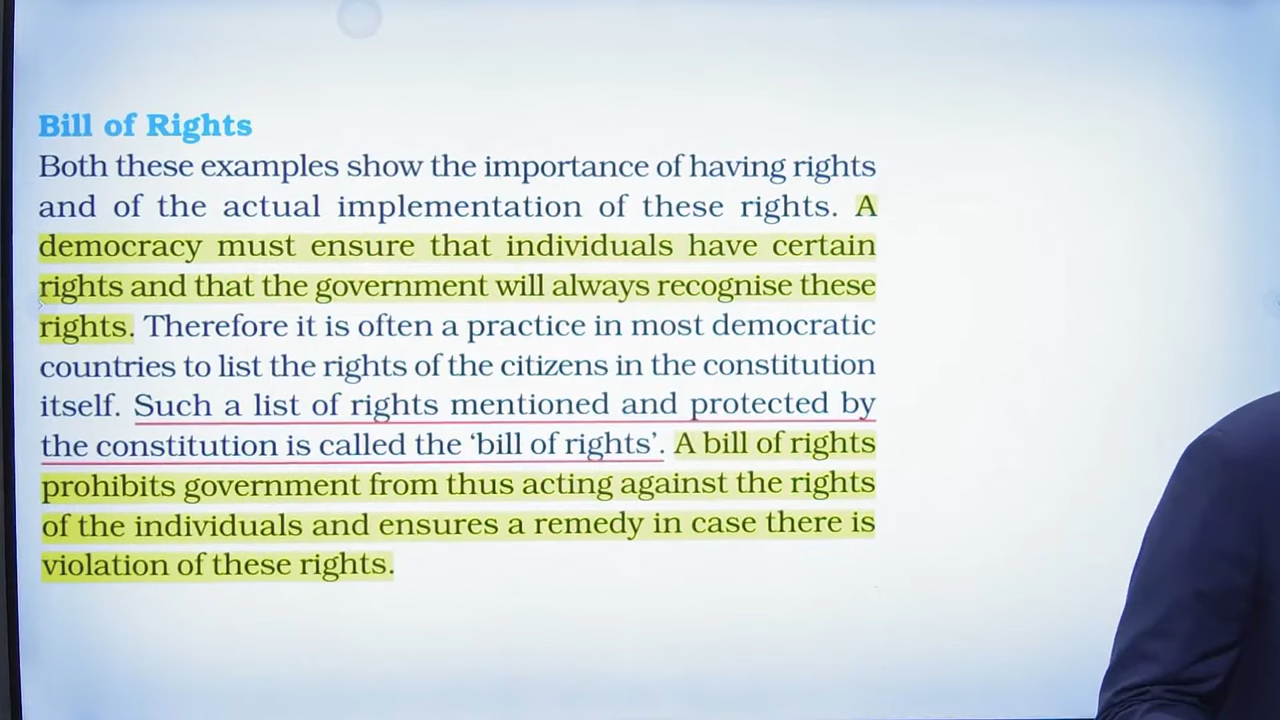 Bill of Rights
Both these examples show the importance of having rights
and of the actual implementation of these rights. A
democracy must ensure that individuals have certain
rights and that the government will always recognise these
rights. Therefore it is often a practice in most democratic
countries to list the rights of the citizens in the constitution
itself. Such a list of rights mentioned and protected by
the constitution is called the ‘bill of rights’. A bill of rights
prohibits government from thus acting against the rights
of the individuals and ensures a remedy in case there is
violation of these rights.